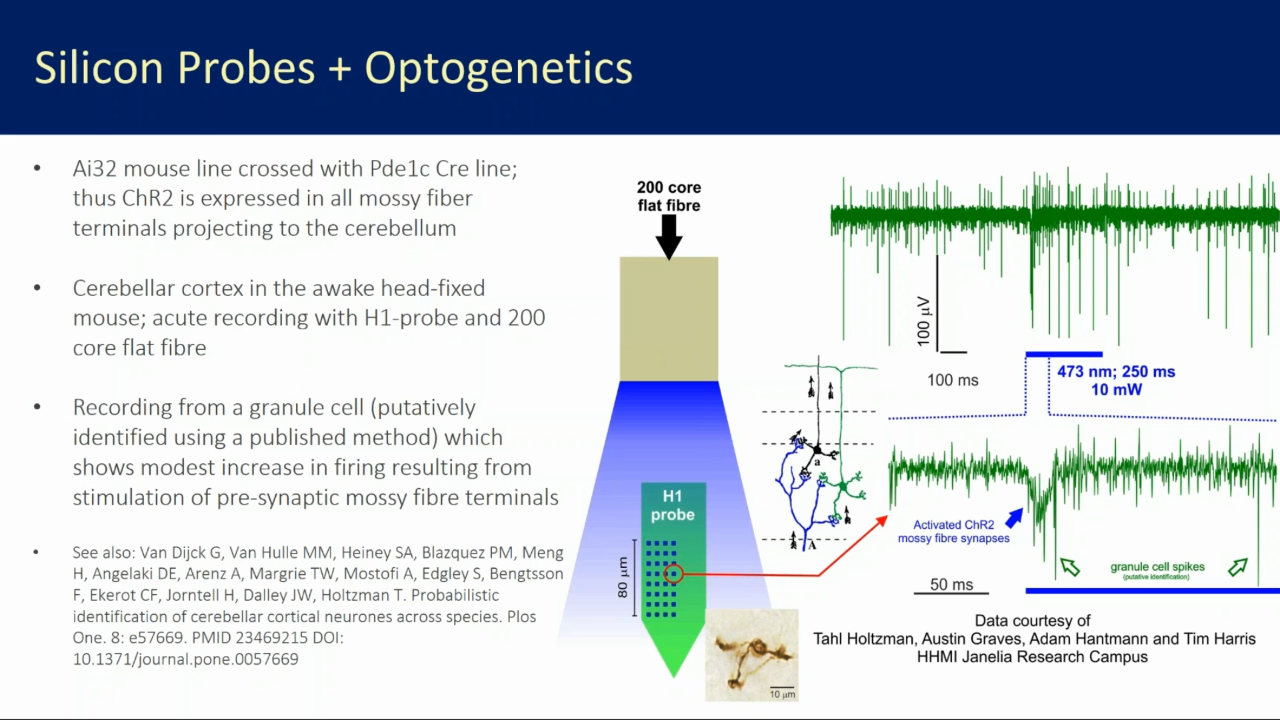 Silicon Probes + Optogenetics
• Ai32 mouse line crossed with Pde1c Cre line;
thus ChR2 is expressed in all mossy fiber
terminals projecting to the cerebellum
• Cerebellar cortex in the awake head-fixed
mouse; acute recording with H1-probe and 200
core flat fibre
• Recording from a granule cell (putatively
identified using a published method) which
shows modest increase in firing resulting from
stimulation of pre-synaptic mossy fibre terminals
• See also: Van Dijck G, Van Hulle MM, Heiney SA, Blazquez PM, Meng
H, Angelaki DE, Arenz A, Margrie TW, Mostofi A, Edgley S, Bengtsson
F, Ekerot CF, Jorntell H, Dalley JW, Holtzman T. Probabilistic
identification of cerebellar cortical neurones across species. Plos
One. 8: e57669. PMID 23469215 DOI:
10.1371/journal.pone.0057669
200 core
flat fibre
H1
probe
80 µm
10 µm
a
A
100 µV
100 ms
473 nm; 250 ms
10 mW
Activated ChR2
mossy fibre synapses
granule cell spikes
(putative identification)
50 ms
Data courtesy of
Tahl Holtzman, Austin Graves, Adam Hantmann and Tim Harris
HHMI Janelia Research Campus